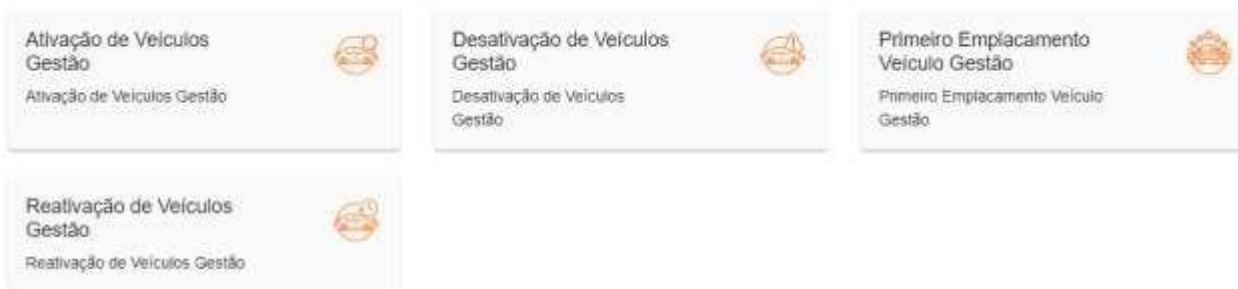 Ativação de Veículos
Gestão
Ativação de Veículos Gestão
Desativação de Veículos
Gestão
Desativação de Veículos
Gestão
Primeiro Emplacamento
Veículo Gestão
Primeiro Emplacamento Veículo
Gestão
Reativação de Veículos
Gestão
Reativação de Veículos Gestão